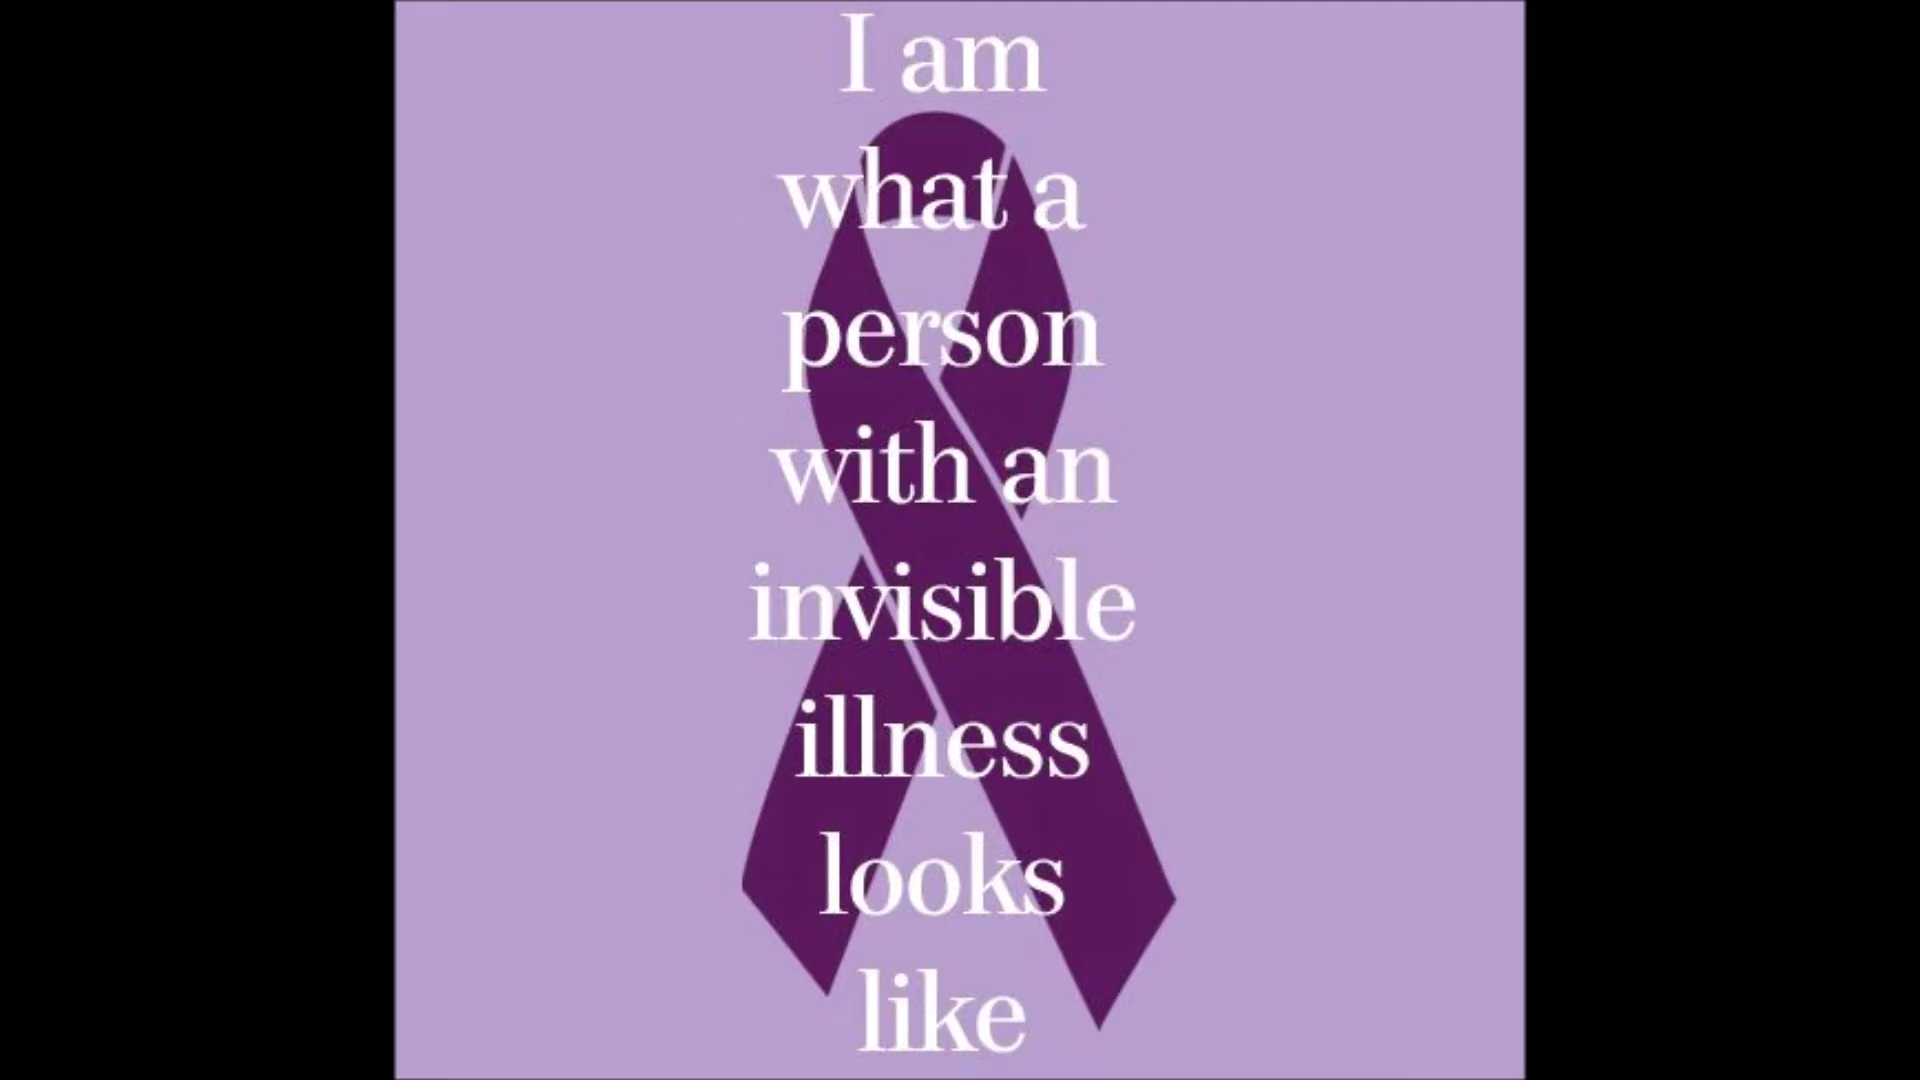 I am
what a
person
with an
invisible
illness
looks
like